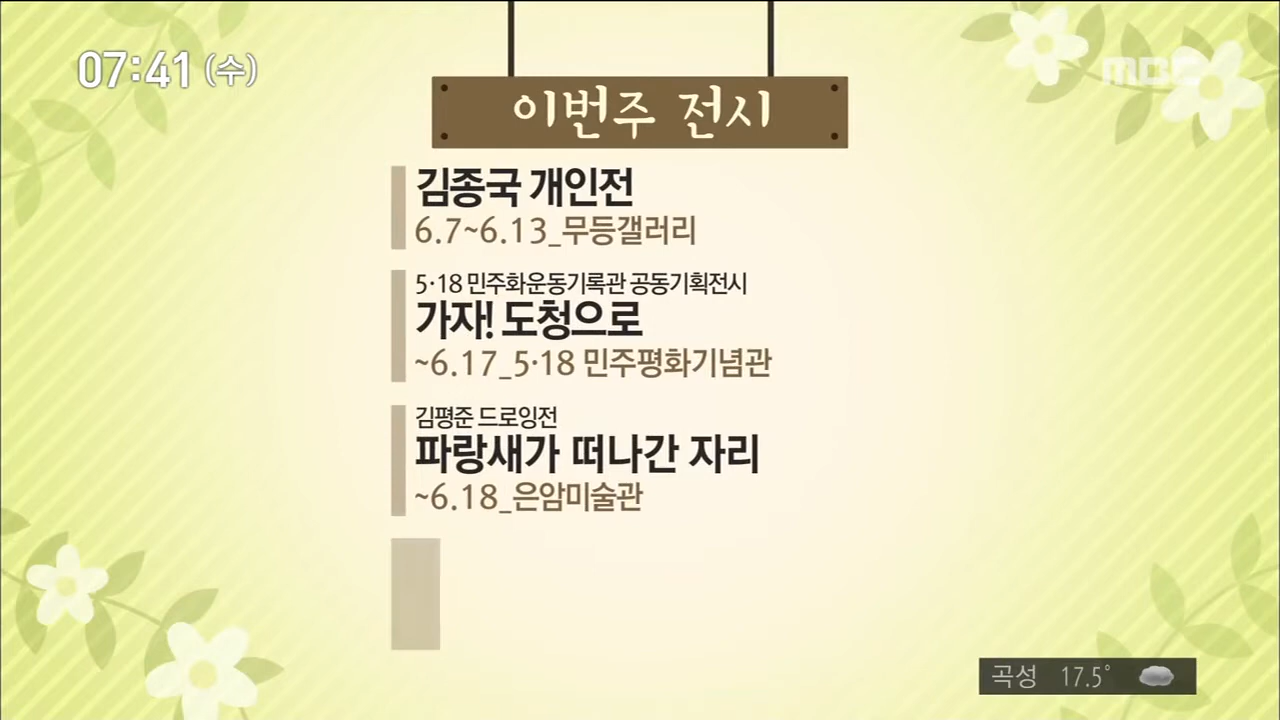 07:41 (수)
MBC
이번주 전시
김종국 개인전
6.7~6.13_무등갤러리
5·18 민주화운동기록관 공동기획전시
가자! 도청으로
~6.17_5·18 민주평화기념관
김평준 드로잉전
파랑새가 떠나간 자리
~6.18_은암미술관
곡성 17.5°